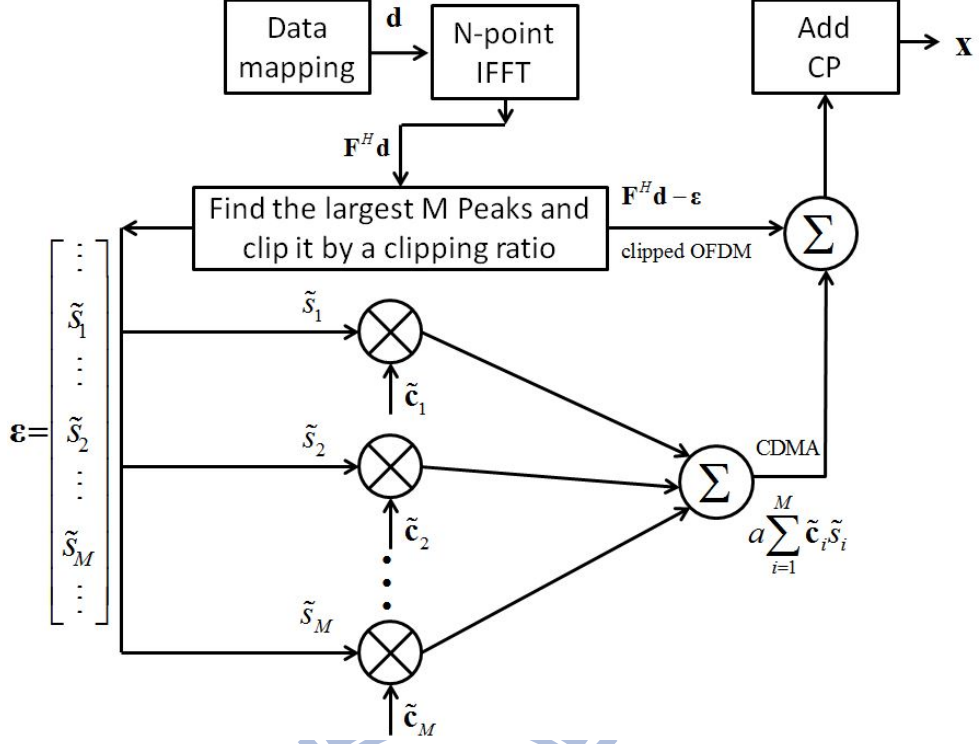 Data
mapping
d
N-point
IFFT
Add
CP
x
F^H d
Find the largest M Peaks and
clip it by a clipping ratio
F^H d − ε
clipped OFDM
Σ
ε= [ ⋮ s̃_1 ⋮ s̃_2 ⋮ s̃_M ⋮ ]
s̃_1
c̃_1
s̃_2
c̃_2
s̃_M
c̃_M
Σ
CDMA
a∑_{i=1}^{M} c̃_i s̃_i